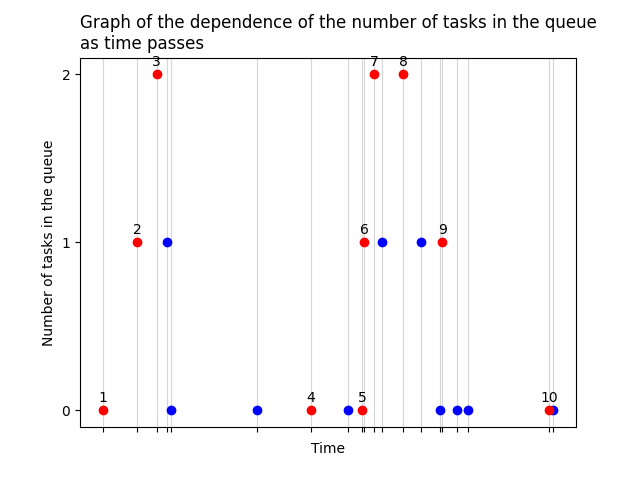 Graph of the dependence of the number of tasks in the queue
as time passes
3 7 8
2
2 6 9
1
1 4 5 10
0
Number of tasks in the queue
Time